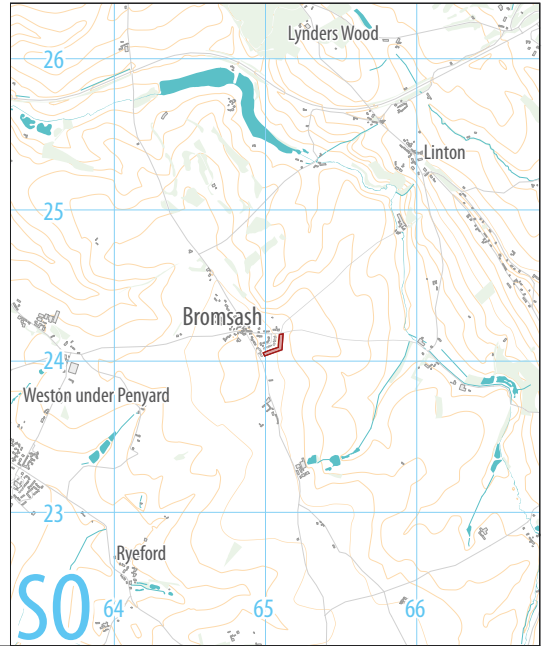 Lynders Wood
26
Linton
25
Bromsash
24
Weston under Penyard
23
Ryeford
SO
64
65
66